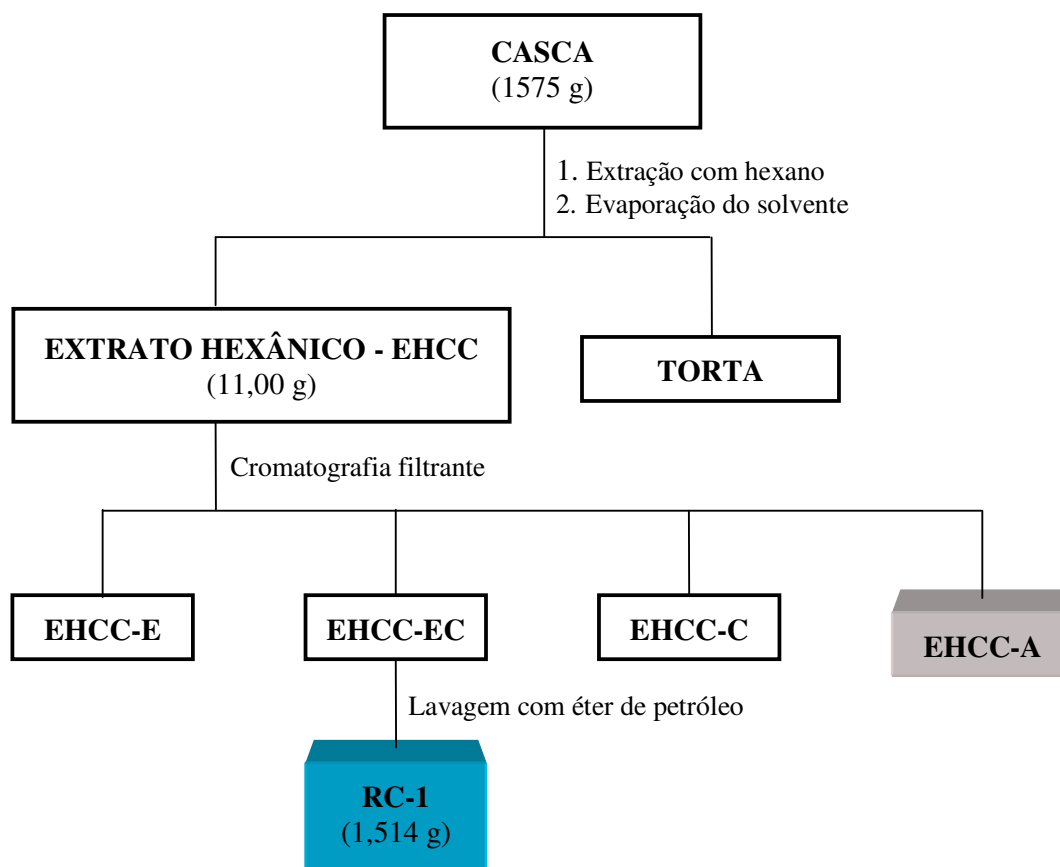 CASCA
(1575 g)
1. Extração com hexano
2. Evaporação do solvente
EXTRATO HEXÂNICO - EHCC
(11,00 g)
TORTA
Cromatografia filtrante
EHCC-E
EHCC-EC
EHCC-C
EHCC-A
Lavagem com éter de petróleo
RC-1
(1,514 g)